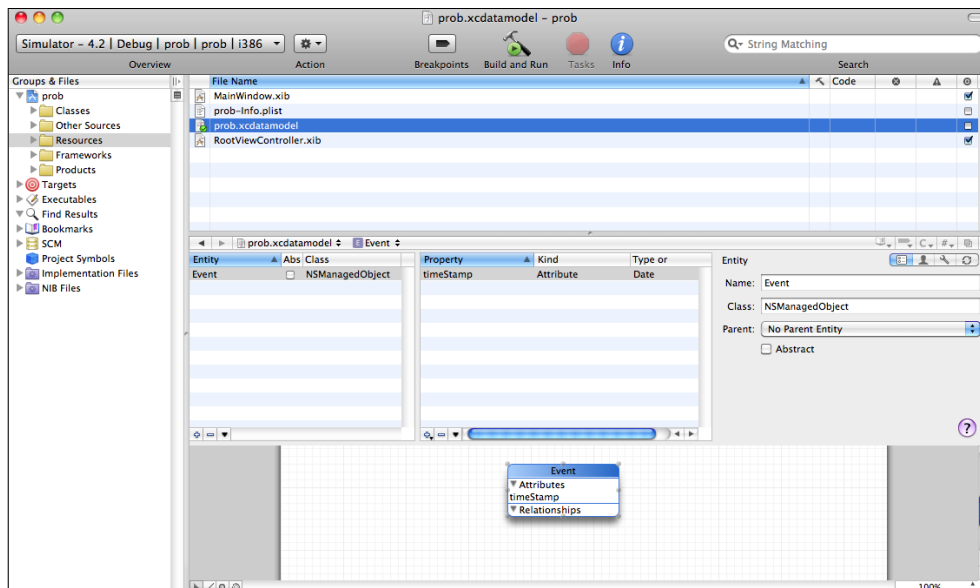 prob.xcdatamodel – prob
Simulator - 4.2 | Debug | prob | prob | i386
String Matching
Overview
Action
Breakpoints
Build and Run
Tasks
Info
Search
Groups & Files
File Name
Code
prob
MainWindow.xib
Classes
prob-Info.plist
Other Sources
prob.xcdatamodel
Resources
RootViewController.xib
Frameworks
Products
Targets
Executables
Find Results
Bookmarks
SCM
prob.xcdatamodel
Event
C
#
Project Symbols
Entity
Abs
Class
Property
Kind
Type or
Entity
Implementation Files
Event
NSManagedObject
timeStamp
Attribute
Date
NIB Files
Name:
Event
Class:
NSManagedObject
Parent:
No Parent Entity
Abstract
?
Event
Attributes
timeStamp
Relationships
100%